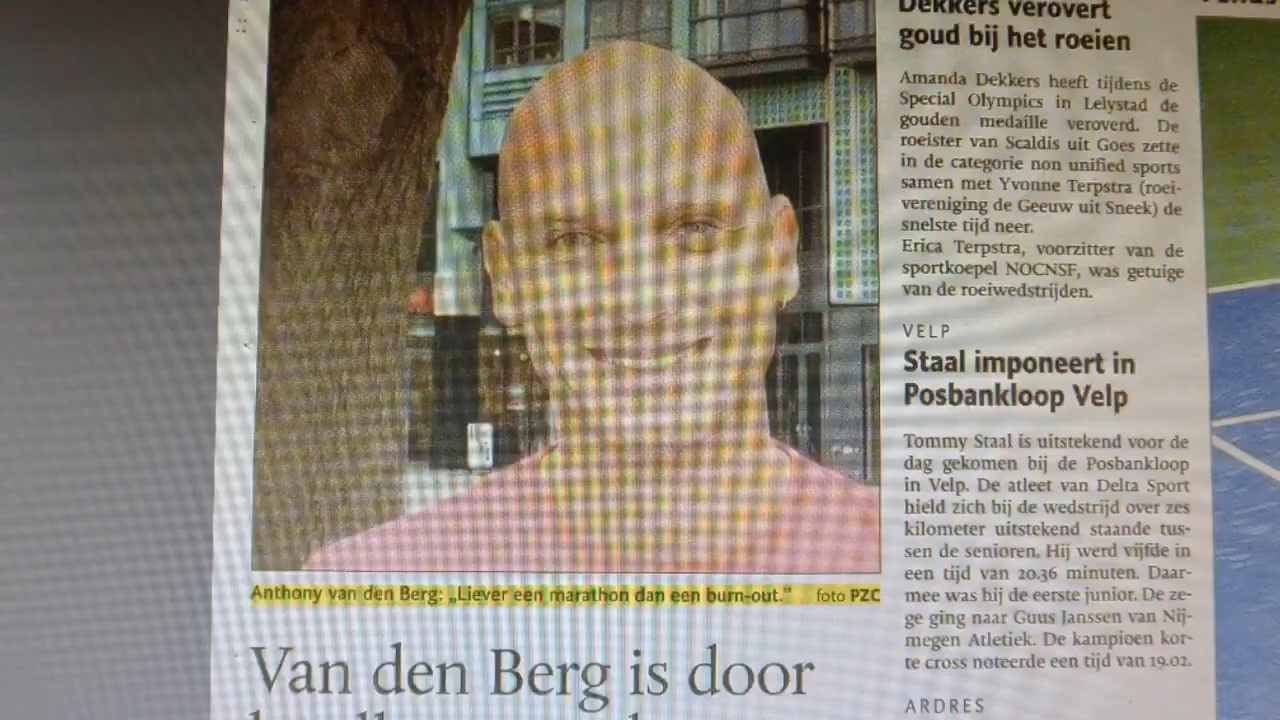 Anthony van den Berg: „Liever een marathon dan een burn-out.” foto PZC
Van den Berg is door
Dekkers verovert
goud bij het roeien
Amanda Dekkers heeft tijdens de
Special Olympics in Lelystad de
gouden medaille veroverd. De
roeister van Scaldis uit Goes zette
in de categorie non unified sports
samen met Yvonne Terpstra (roei-
vereniging de Geeuw uit Sneek) de
snelste tijd neer.
Erica Terpstra, voorzitter van de
sportkoepel NOCNSF, was getuige
van de roeiwedstrijden.
VELP
Staal imponeert in
Posbankloop Velp
Tommy Staal is uitstekend voor de
dag gekomen bij de Posbankloop
in Velp. De atleet van Delta Sport
hield zich bij de wedstrijd over zes
kilometer uitstekend staande tus-
sen de senioren. Hij werd vijfde in
een tijd van 20.36 minuten. Daar-
mee was hij de eerste junior. De ze-
ge ging naar Guus Janssen van Nij-
megen Atletiek. De kampioen kor-
te cross noteerde een tijd van 19.02.
ARDRES